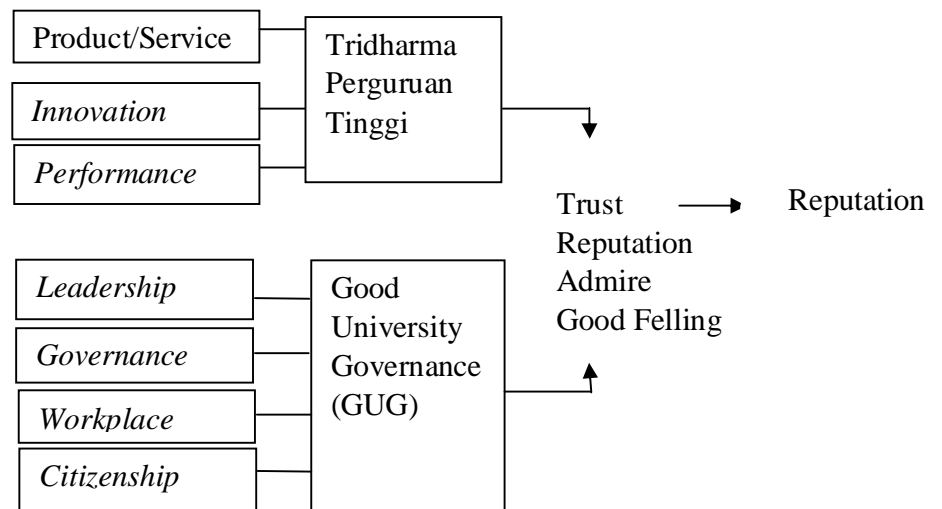 Product/Service
Innovation
Performance
Tridharma
Perguruan
Tinggi
Leadership
Governance
Workplace
Citizenship
Good
University
Governance
(GUG)
Trust
Reputation
Admire
Good Felling
Reputation